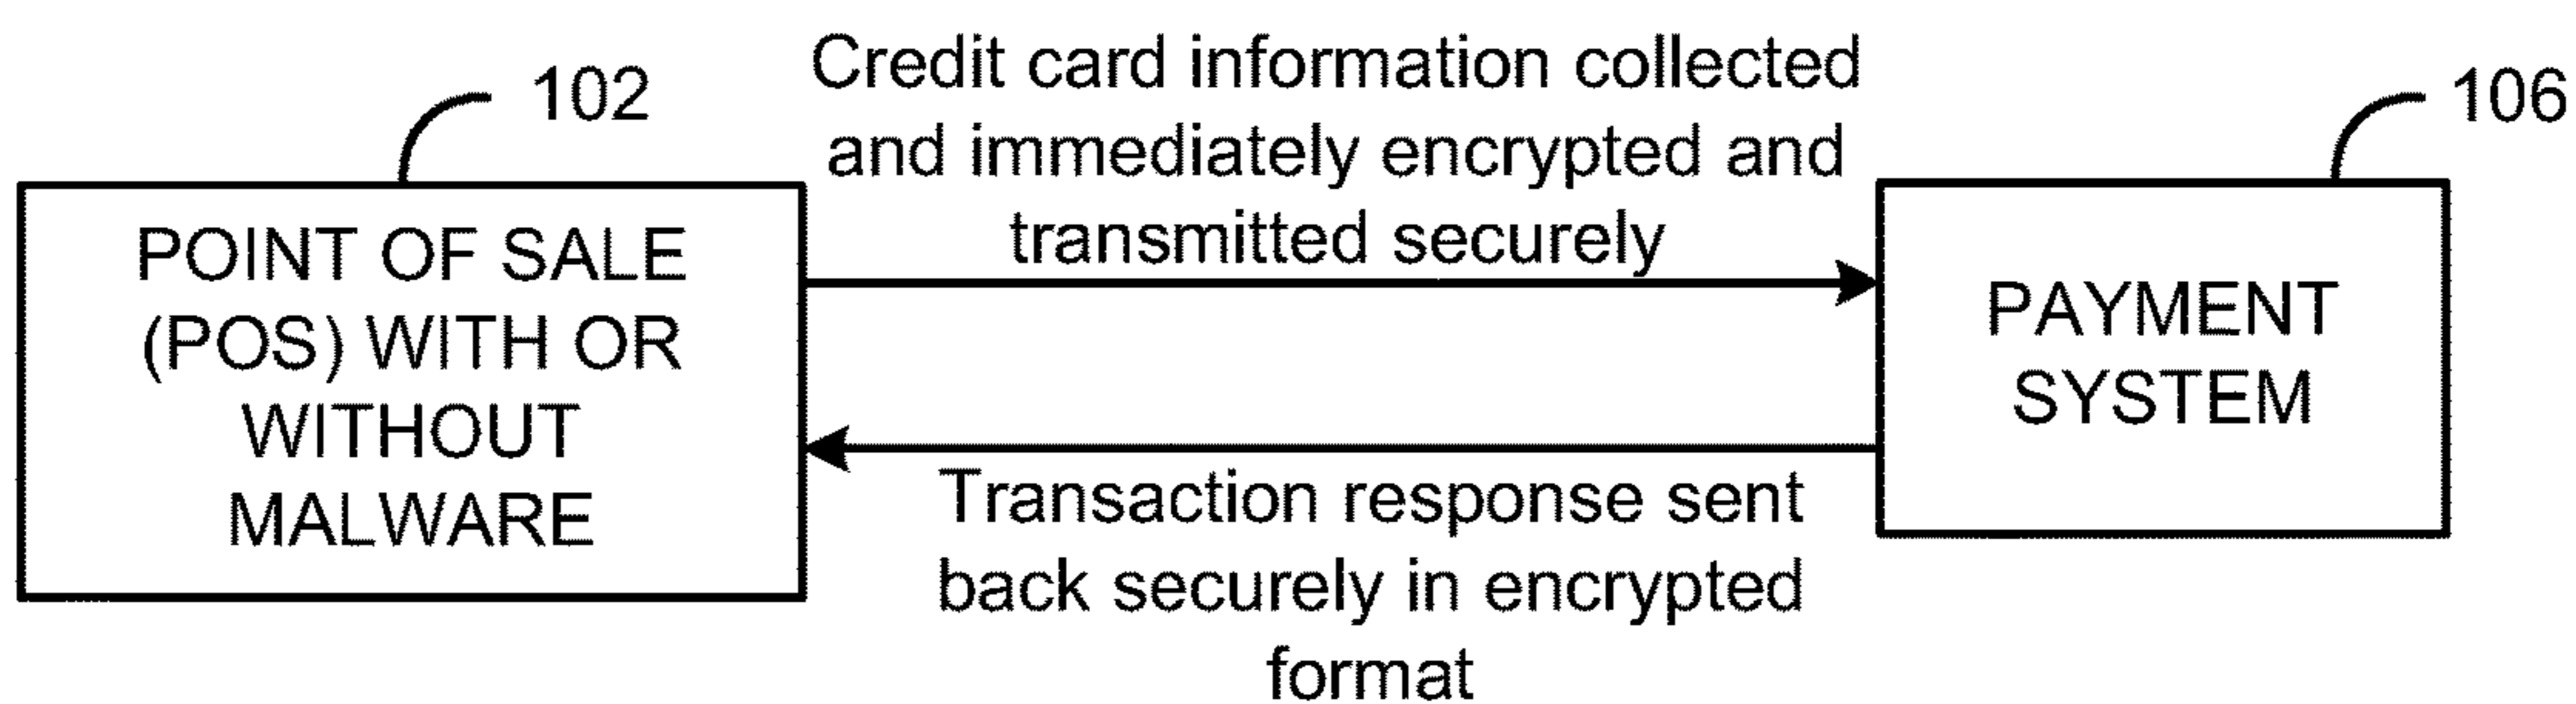 102
Credit card information collected
and immediately encrypted and
transmitted securely
106
POINT OF SALE
(POS) WITH OR
WITHOUT
MALWARE
PAYMENT
SYSTEM
Transaction response sent
back securely in encrypted
format